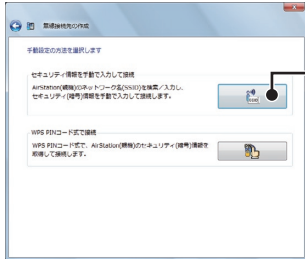 無線接続先の作成
手動設定の方法を選択します
セキュリティ情報を手動で入力して接続
AirStation(親機)のネットワーク名(SSID)を検索/入力し、
セキュリティ(暗号)情報を手動で入力して接続します。
SSID
WPS PINコード式で接続
WPS PINコード式で、AirStation(親機)のセキュリティ(暗号)情報を
取得して接続します。